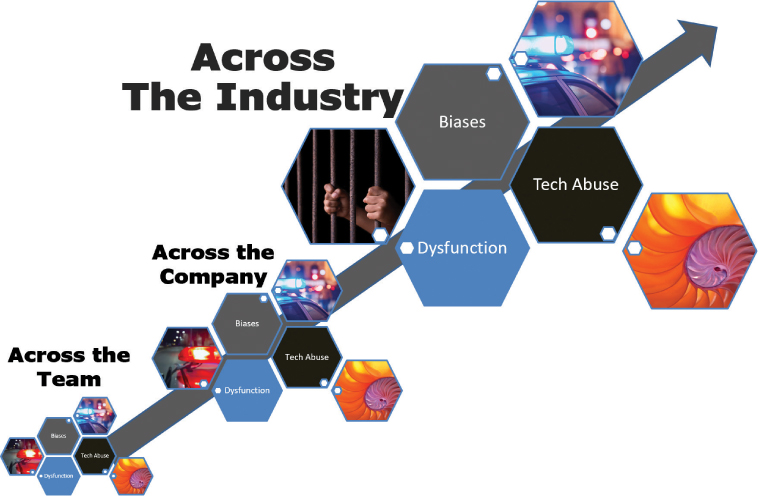 Across
The Industry
Biases
Tech Abuse
Dysfunction
Across the
Company
Biases
Tech Abuse
Dysfunction
Across the
Team
Biases
Tech Abuse
Dysfunction